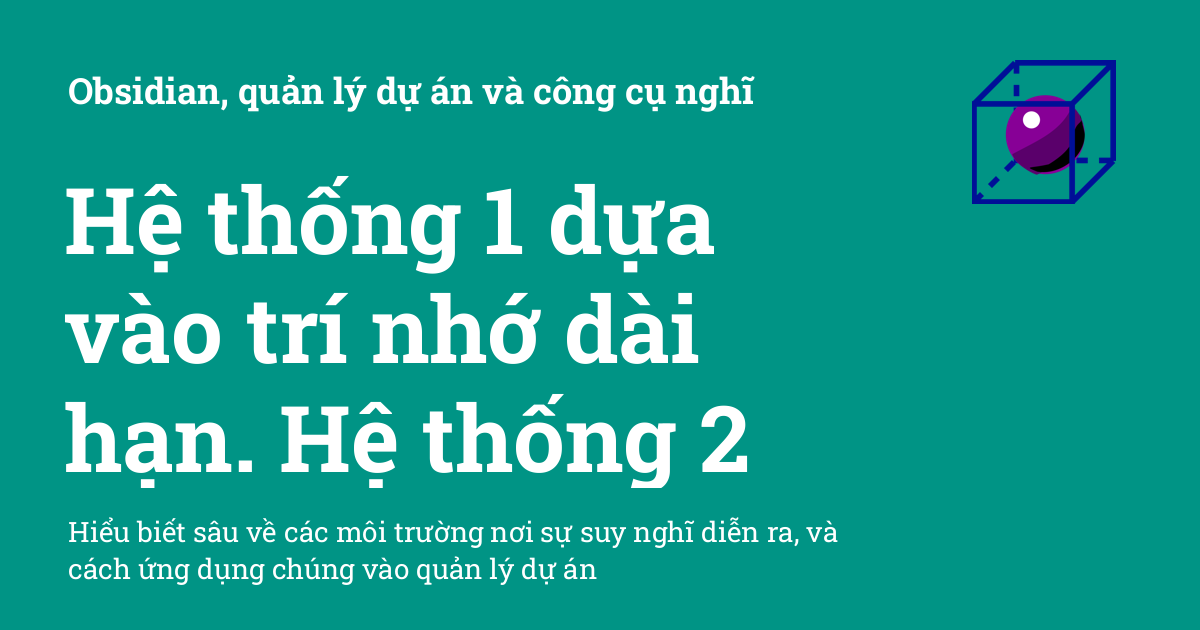 Obsidian, quản lý dự án và công cụ nghĩ
Hệ thống 1 dựa
vào trí nhớ dài
hạn. Hệ thống 2
Hiểu biết sâu về các môi trường nơi sự suy nghĩ diễn ra, và
cách ứng dụng chúng vào quản lý dự án